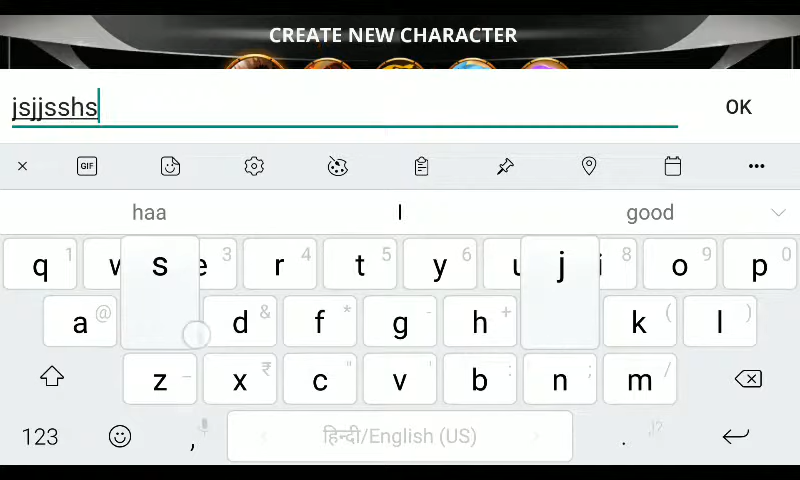 CREATE NEW CHARACTER
jsjjsshs
OK
GIF
haa I good
q 1 w s e 3 r 4 t 5 y 6 u j i 8 o 9 p 0
a @ d & f * g - h + k ( l )
z _ x ₹ c " v ' b : n ; m /
123 , हिन्दी/English (US) . ,!?